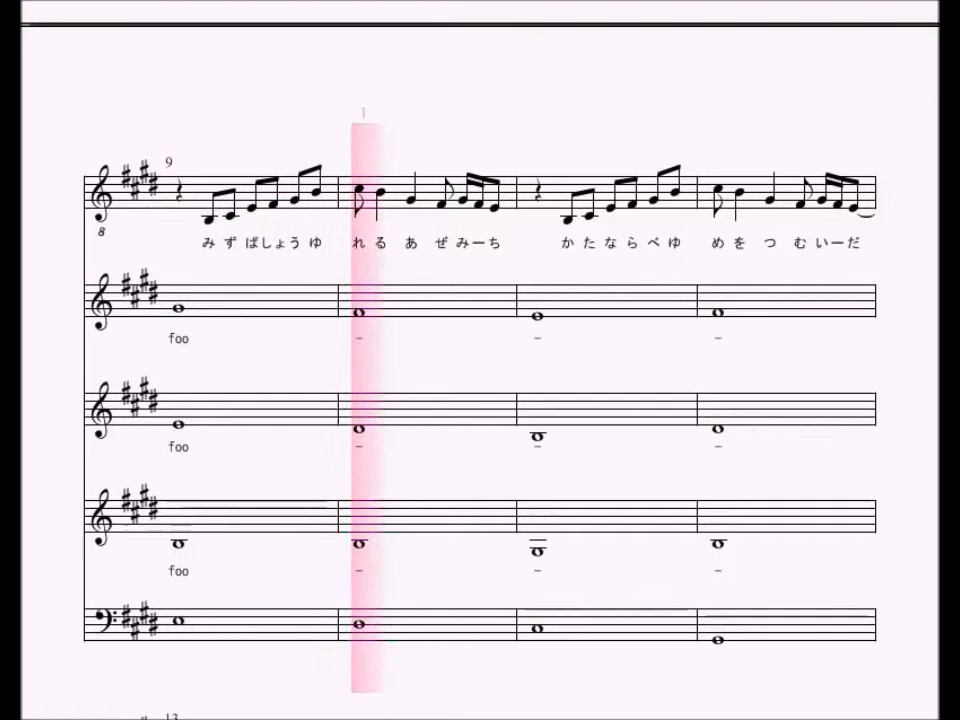 9
8
みずばしょうゆ れる あ ぜみーち かたならべゆ めを つ むいーだ
foo - - -
foo - - -
foo - - -
13